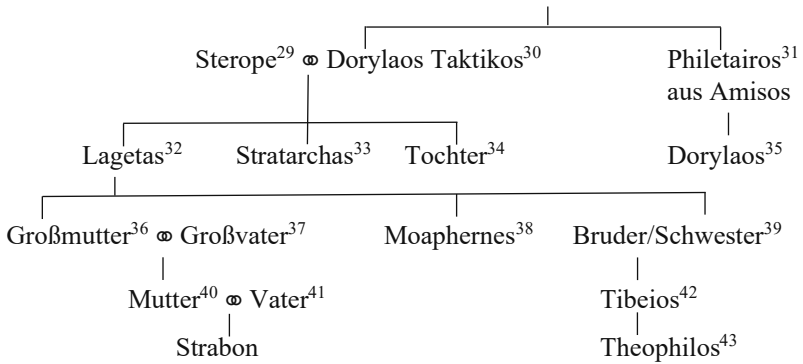 Sterope²⁹ ⚭ Dorylaos Taktikos³⁰ Philetairos³¹
aus Amisos
Lagetas³² Stratarchas³³ Tochter³⁴ Dorylaos³⁵
Großmutter³⁶ ⚭ Großvater³⁷ Moaphernes³⁸ Bruder/Schwester³⁹
Mutter⁴⁰ ⚭ Vater⁴¹ Tibeios⁴²
Strabon Theophilos⁴³